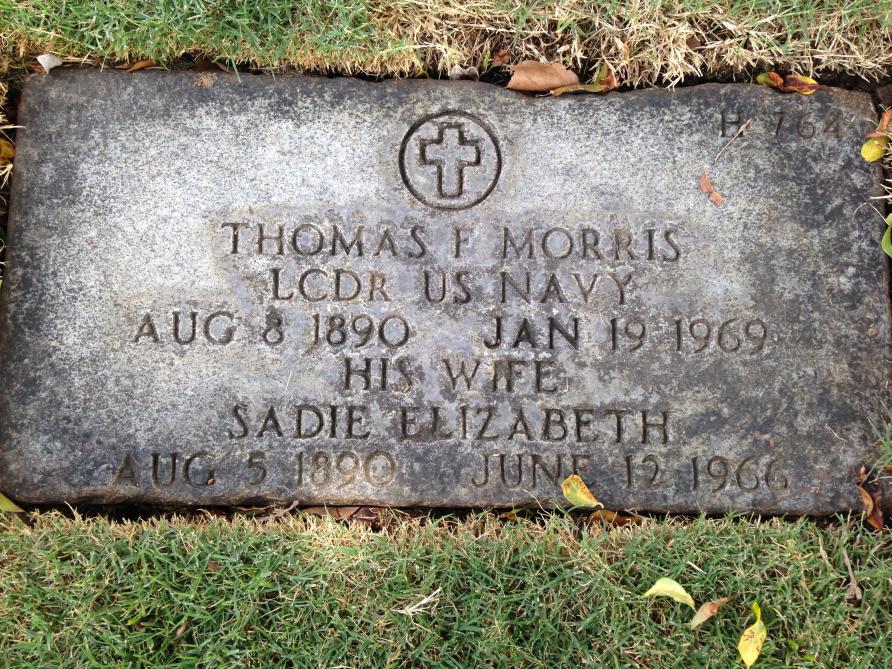 H 764
THOMAS F MORRIS
LCDR US NAVY
AUG 8 1890 JAN 19 1969
HIS WIFE
SADIE ELIZABETH
AUG 5 1890 JUNE 12 1966